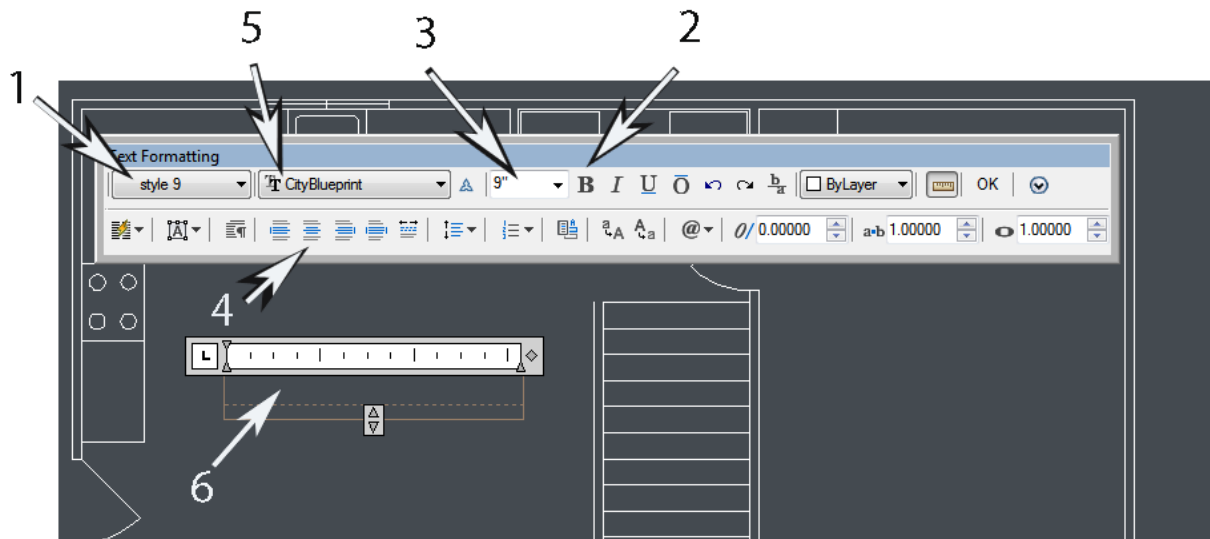 5 3 2
1
Text Formatting
style 9 CityBlueprint 9" B I U O b/a ByLayer OK
A @ 0/ 0.00000 a•b 1.00000 O 1.00000
4
L
6